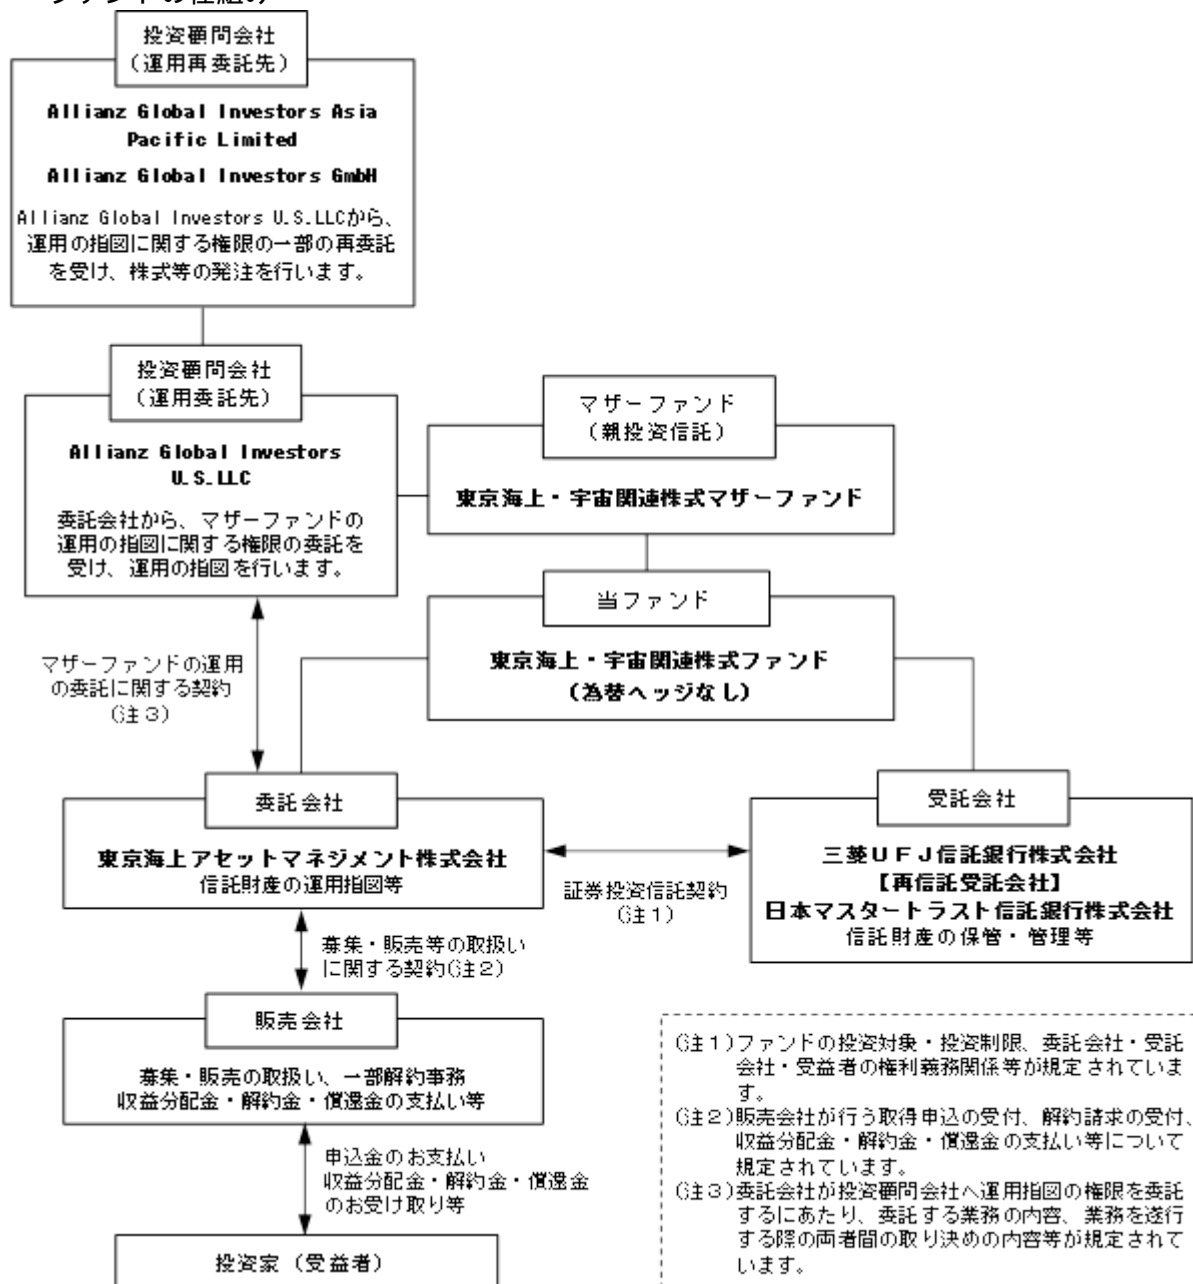 投資顧問会社
（運用再委託先）
Allianz Global Investors Asia
Pacific Limited
Allianz Global Investors GmbH
Allianz Global Investors U.S.LLCから、
運用の指図に関する権限の一部の再委託
を受け、株式等の発注を行います。
投資顧問会社
（運用委託先）
Allianz Global Investors
U.S.LLC
委託会社から、マザーファンドの
運用の指図に関する権限の委託を
受け、運用の指図を行います。
マザーファンド
（親投資信託）
東京海上・宇宙関連株式マザーファンド
当ファンド
東京海上・宇宙関連株式ファンド
（為替ヘッジなし）
マザーファンドの運用
の委託に関する契約
（注３）
委託会社
東京海上アセットマネジメント株式会社
信託財産の運用指図等
証券投資信託契約
（注１）
受託会社
三菱ＵＦＪ信託銀行株式会社
【再信託受託会社】
日本マスタートラスト信託銀行株式会社
信託財産の保管・管理等
募集・販売等の取扱い
に関する契約（注２）
販売会社
募集・販売の取扱い、一部解約事務
収益分配金・解約金・償還金の支払い等
申込金のお支払い
収益分配金・解約金・償還金
のお受け取り等
投資家（受益者）
（注１）ファンドの投資対象・投資制限、委託会社・受託
会社・受益者の権利義務関係等が規定されていま
す。
（注２）販売会社が行う取得申込の受付、解約請求の受付、
収益分配金・解約金・償還金の支払い等について
規定されています。
（注３）委託会社が投資顧問会社へ運用指図の権限を委託
するにあたり、委託する業務の内容、業務を遂行
する際の両者間の取り決めの内容等が規定されて
います。